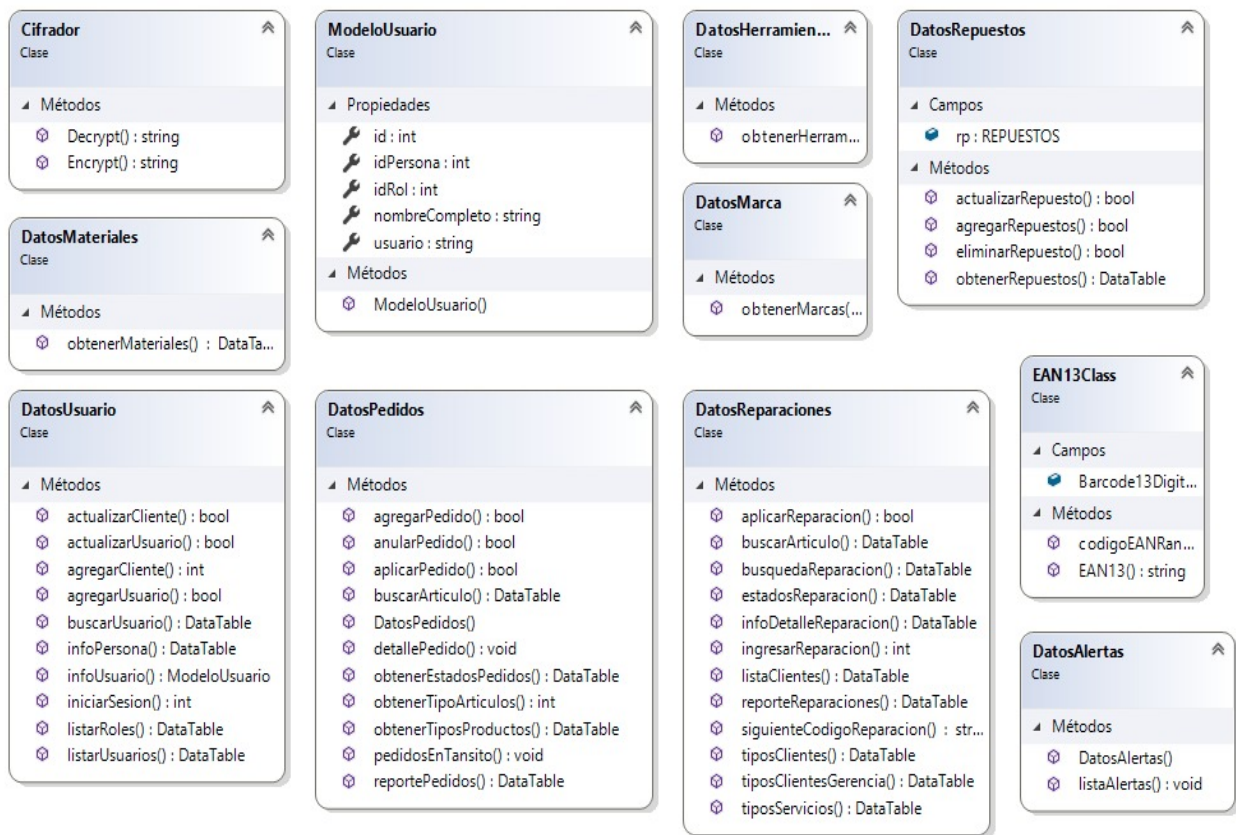 Cifrador
Clase
Métodos
Decrypt() : string
Encrypt() : string
ModeloUsuario
Clase
Propiedades
id : int
idPersona : int
idRol : int
nombreCompleto : string
usuario : string
Métodos
ModeloUsuario()
DatosHerramien...
Clase
Métodos
obtenerHerram...
DatosRepuestos
Clase
Campos
rp : REPUESTOS
Métodos
actualizarRepuesto() : bool
agregarRepuestos() : bool
eliminarRepuesto() : bool
obtenerRepuestos() : DataTable
DatosMateriales
Clase
Métodos
obtenerMateriales() : DataTa...
DatosMarca
Clase
Métodos
obtenerMarcas(...
DatosUsuario
Clase
Métodos
actualizarCliente() : bool
actualizarUsuario() : bool
agregarCliente() : int
agregarUsuario() : bool
buscarUsuario() : DataTable
infoPersona() : DataTable
infoUsuario() : ModeloUsuario
iniciarSesion() : int
listarRoles() : DataTable
listarUsuarios() : DataTable
DatosPedidos
Clase
Métodos
agregarPedido() : bool
anularPedido() : bool
aplicarPedido() : bool
buscarArticulo() : DataTable
DatosPedidos()
detallePedido() : void
obtenerEstadosPedidos() : DataTable
obtenerTipoArticulos() : int
obtenerTiposProductos() : DataTable
pedidosEnTansito() : void
reportePedidos() : DataTable
DatosReparaciones
Clase
Métodos
aplicarReparacion() : bool
buscarArticulo() : DataTable
busquedaReparacion() : DataTable
estadosReparacion() : DataTable
infoDetalleReparacion() : DataTable
ingresarReparacion() : int
listaClientes() : DataTable
reporteReparaciones() : DataTable
siguienteCodigoReparacion() : str...
tiposClientes() : DataTable
tiposClientesGerencia() : DataTable
tiposServicios() : DataTable
EAN13Class
Clase
Campos
Barcode13Digit...
Métodos
codigoEANRan...
EAN13() : string
DatosAlertas
Clase
Métodos
DatosAlertas()
listaAlertas() : void